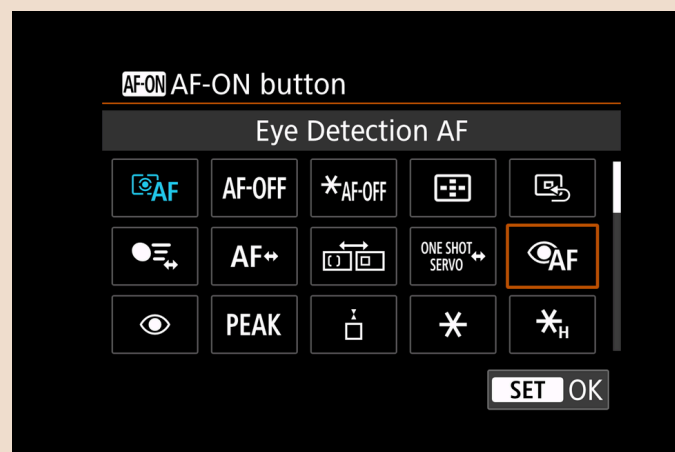 AF-ON AF-ON button
Eye Detection AF
AF AF-OFF AF-OFF
AF ONE SHOT SERVO AF
PEAK H
SET OK